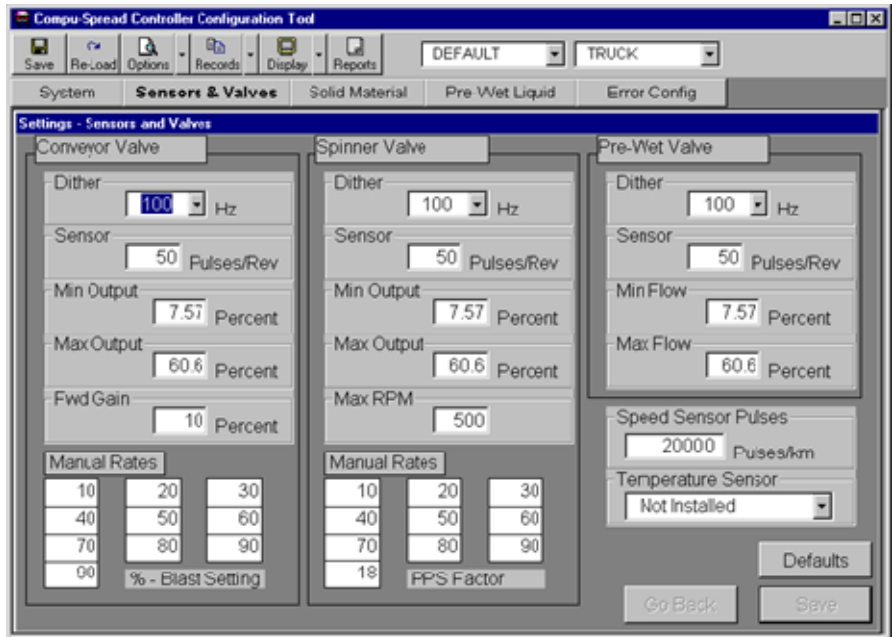 Compu-Spread Controller Configuration Tool
Save Re-Load Options Records Display Reports DEFAULT TRUCK
System Sensors & Valves Solid Material Pre Wet Liquid Error Config
Settings - Sensors and Valves
Conveyor Valve
Dither
100 Hz
Sensor
50 Pulses/Rev
Min Output
7.57 Percent
Max Output
60.6 Percent
Fwd Gain
10 Percent
Manual Rates
10 20 30
40 50 60
70 80 90
90 % - Blast Setting
Spinner Valve
Dither
100 Hz
Sensor
50 Pulses/Rev
Min Output
7.57 Percent
Max Output
60.6 Percent
Max RPM
500
Manual Rates
10 20 30
40 50 60
70 80 90
18 PPS Factor
Pre-Wet Valve
Dither
100 Hz
Sensor
50 Pulses/Rev
Min Flow
7.57 Percent
Max Flow
60.6 Percent
Speed Sensor Pulses
20000 Pulses/km
Temperature Sensor
Not Installed
Defaults
Go Back Save